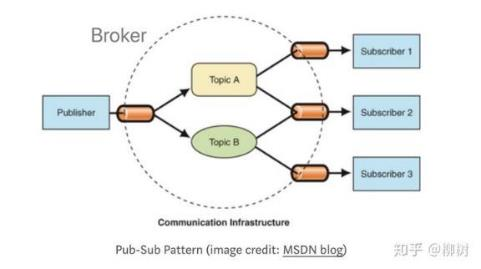 Broker
Publisher
Topic A
Topic B
Subscriber 1
Subscriber 2
Subscriber 3
Communication Infrastructure
Pub-Sub Pattern (image credit: MSDN blog)
知乎 @柳树